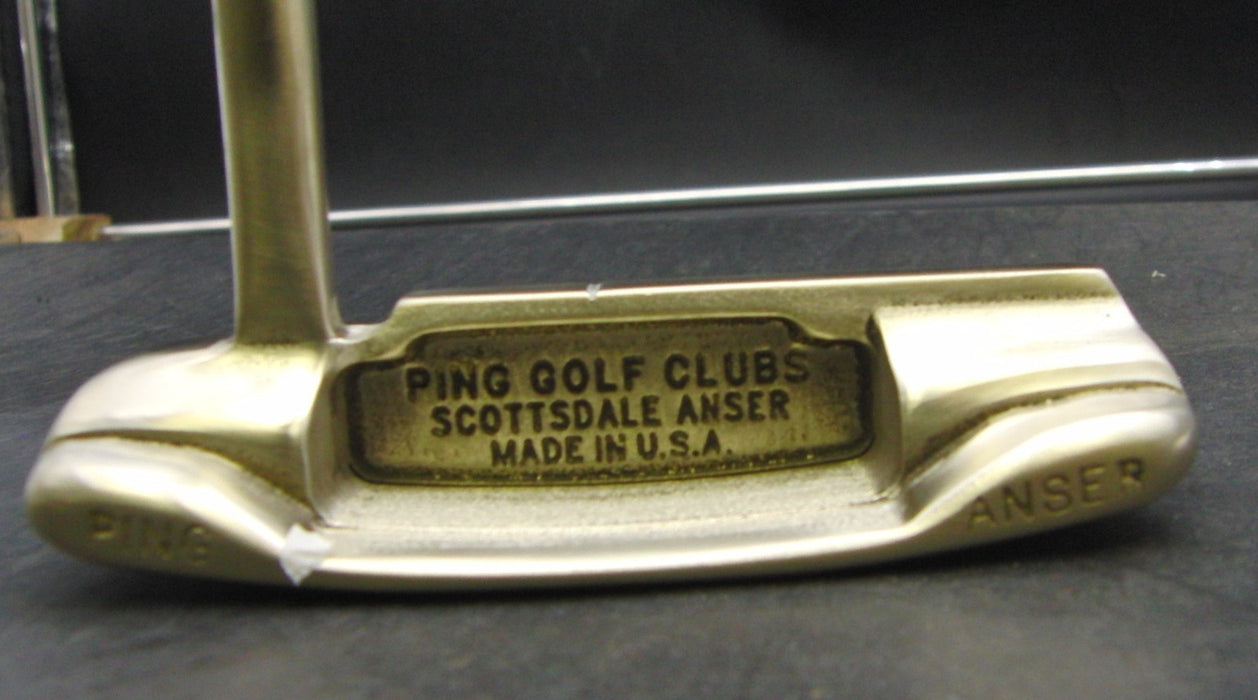 PING GOLF CLUBS
SCOTTSDALE ANSER
MADE IN U.S.A.
PING
ANSER